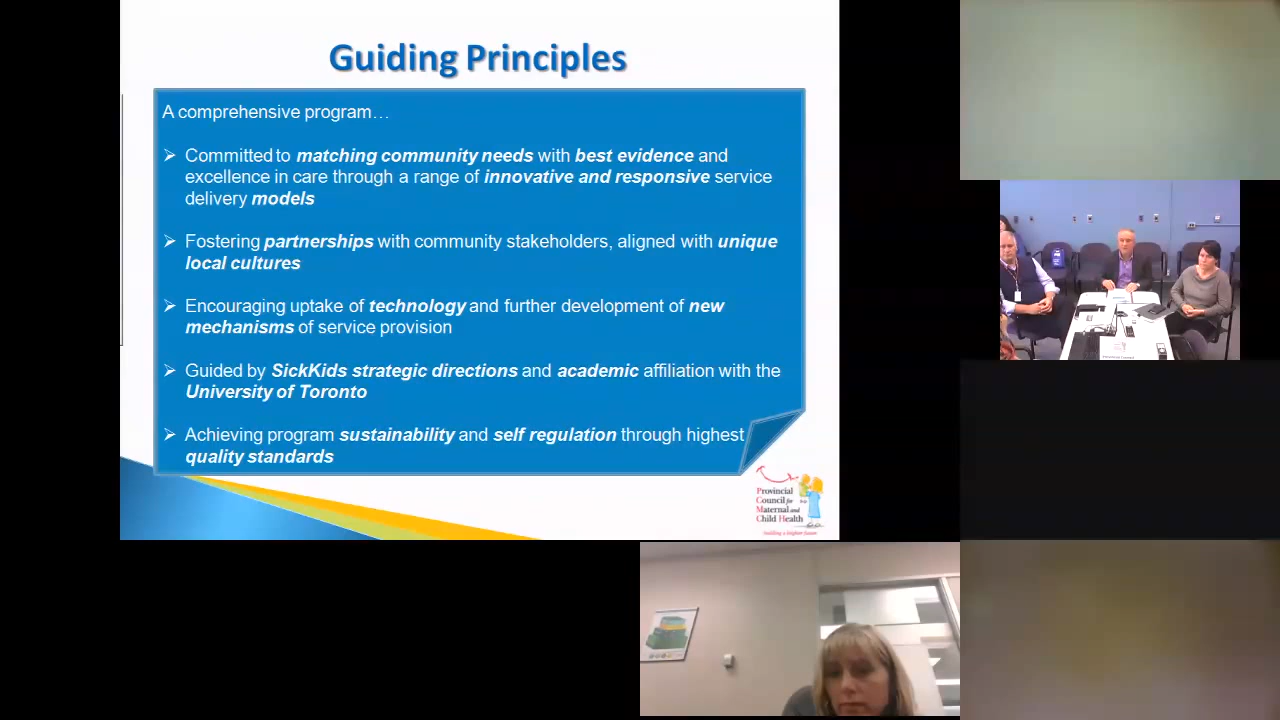 Guiding Principles
A comprehensive program…
Committed to matching community needs with best evidence and
excellence in care through a range of innovative and responsive service
delivery models
Fostering partnerships with community stakeholders, aligned with unique
local cultures
Encouraging uptake of technology and further development of new
mechanisms of service provision
Guided by SickKids strategic directions and academic affiliation with the
University of Toronto
Achieving program sustainability and self regulation through highest
quality standards
Provincial
Council for
Maternal and
Child Health
building a brighter future